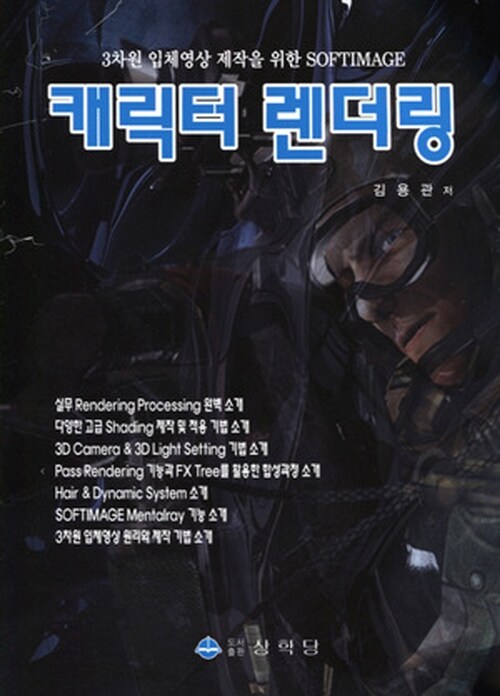 3차원 입체영상 제작을 위한 SOFTIMAGE
캐릭터 렌더링
김용관 저
실무 Rendering Processing 완벽 소개
다양한 고급 Shading 제작 및 적용 기법 소개
3D Camera & 3D Light Setting 기법 소개
Pass Rendering 기능과 FX Tree를 활용한 합성과정 소개
Hair & Dynamic System 소개
SOFTIMAGE Mentalray 기능 소개
3차원 입체영상 원리와 제작 기법 소개
도서출판 상학당